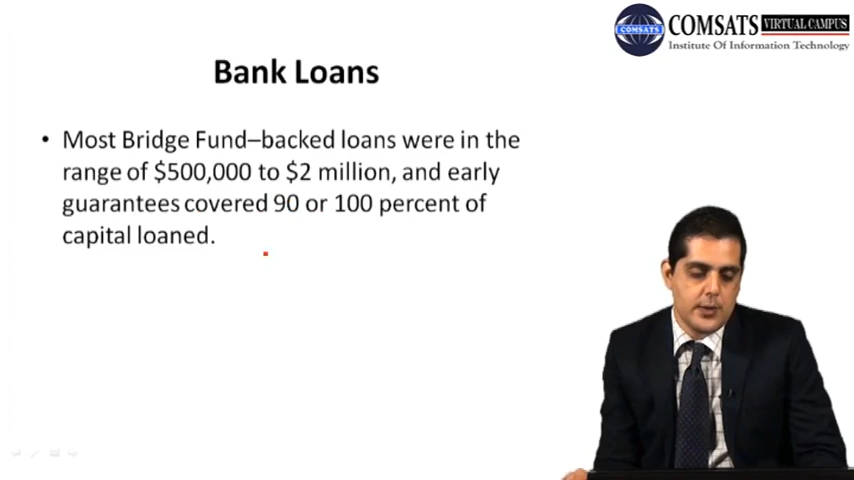 COMSATS VIRTUAL CAMPUS
COMSATS
Institute Of Information Technology
Bank Loans
• Most Bridge Fund–backed loans were in the
range of $500,000 to $2 million, and early
guarantees covered 90 or 100 percent of
capital loaned.